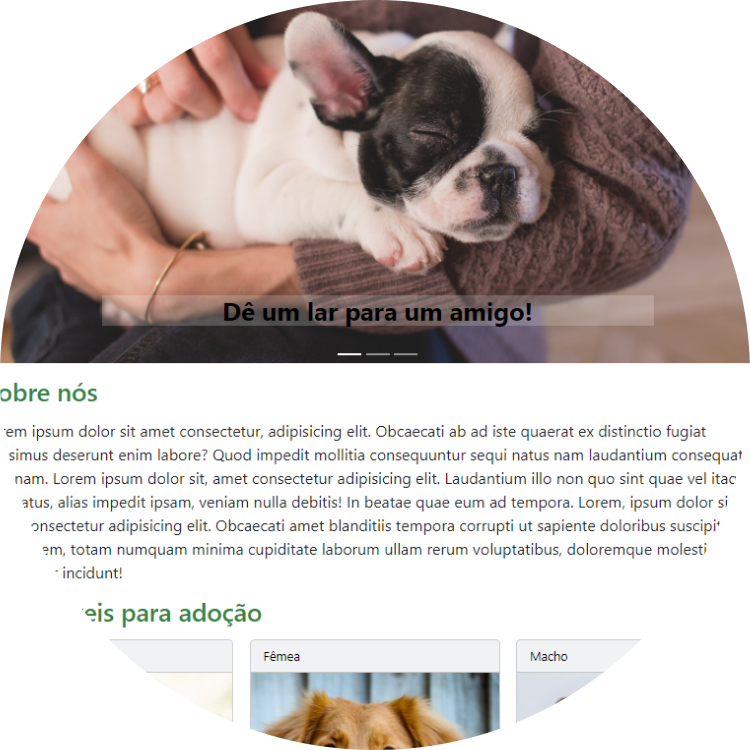 Dê um lar para um amigo!
obre nós
rem ipsum dolor sit amet consectetur, adipisicing elit. Obcaecati ab ad iste quaerat ex distinctio fugiat
simus deserunt enim labore? Quod impedit mollitia consequuntur sequi natus nam laudantium consequat
nam. Lorem ipsum dolor sit, amet consectetur adipisicing elit. Laudantium illo non quo sint quae vel itac
atus, alias impedit ipsam, veniam nulla debitis! In beatae quae eum ad tempora. Lorem, ipsum dolor si
onsectetur adipisicing elit. Obcaecati amet blanditiis tempora corrupti ut sapiente doloribus suscipi
em, totam numquam minima cupiditate laborum ullam rerum voluptatibus, doloremque molesti
incidunt!
eis para adoção
Fêmea
Macho